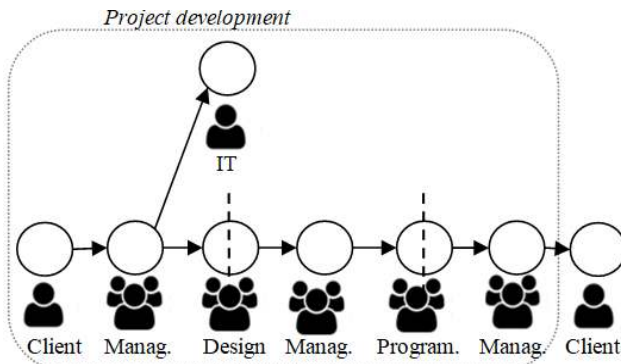 Project development
IT
Client Manag. Design Manag. Program. Manag. Client